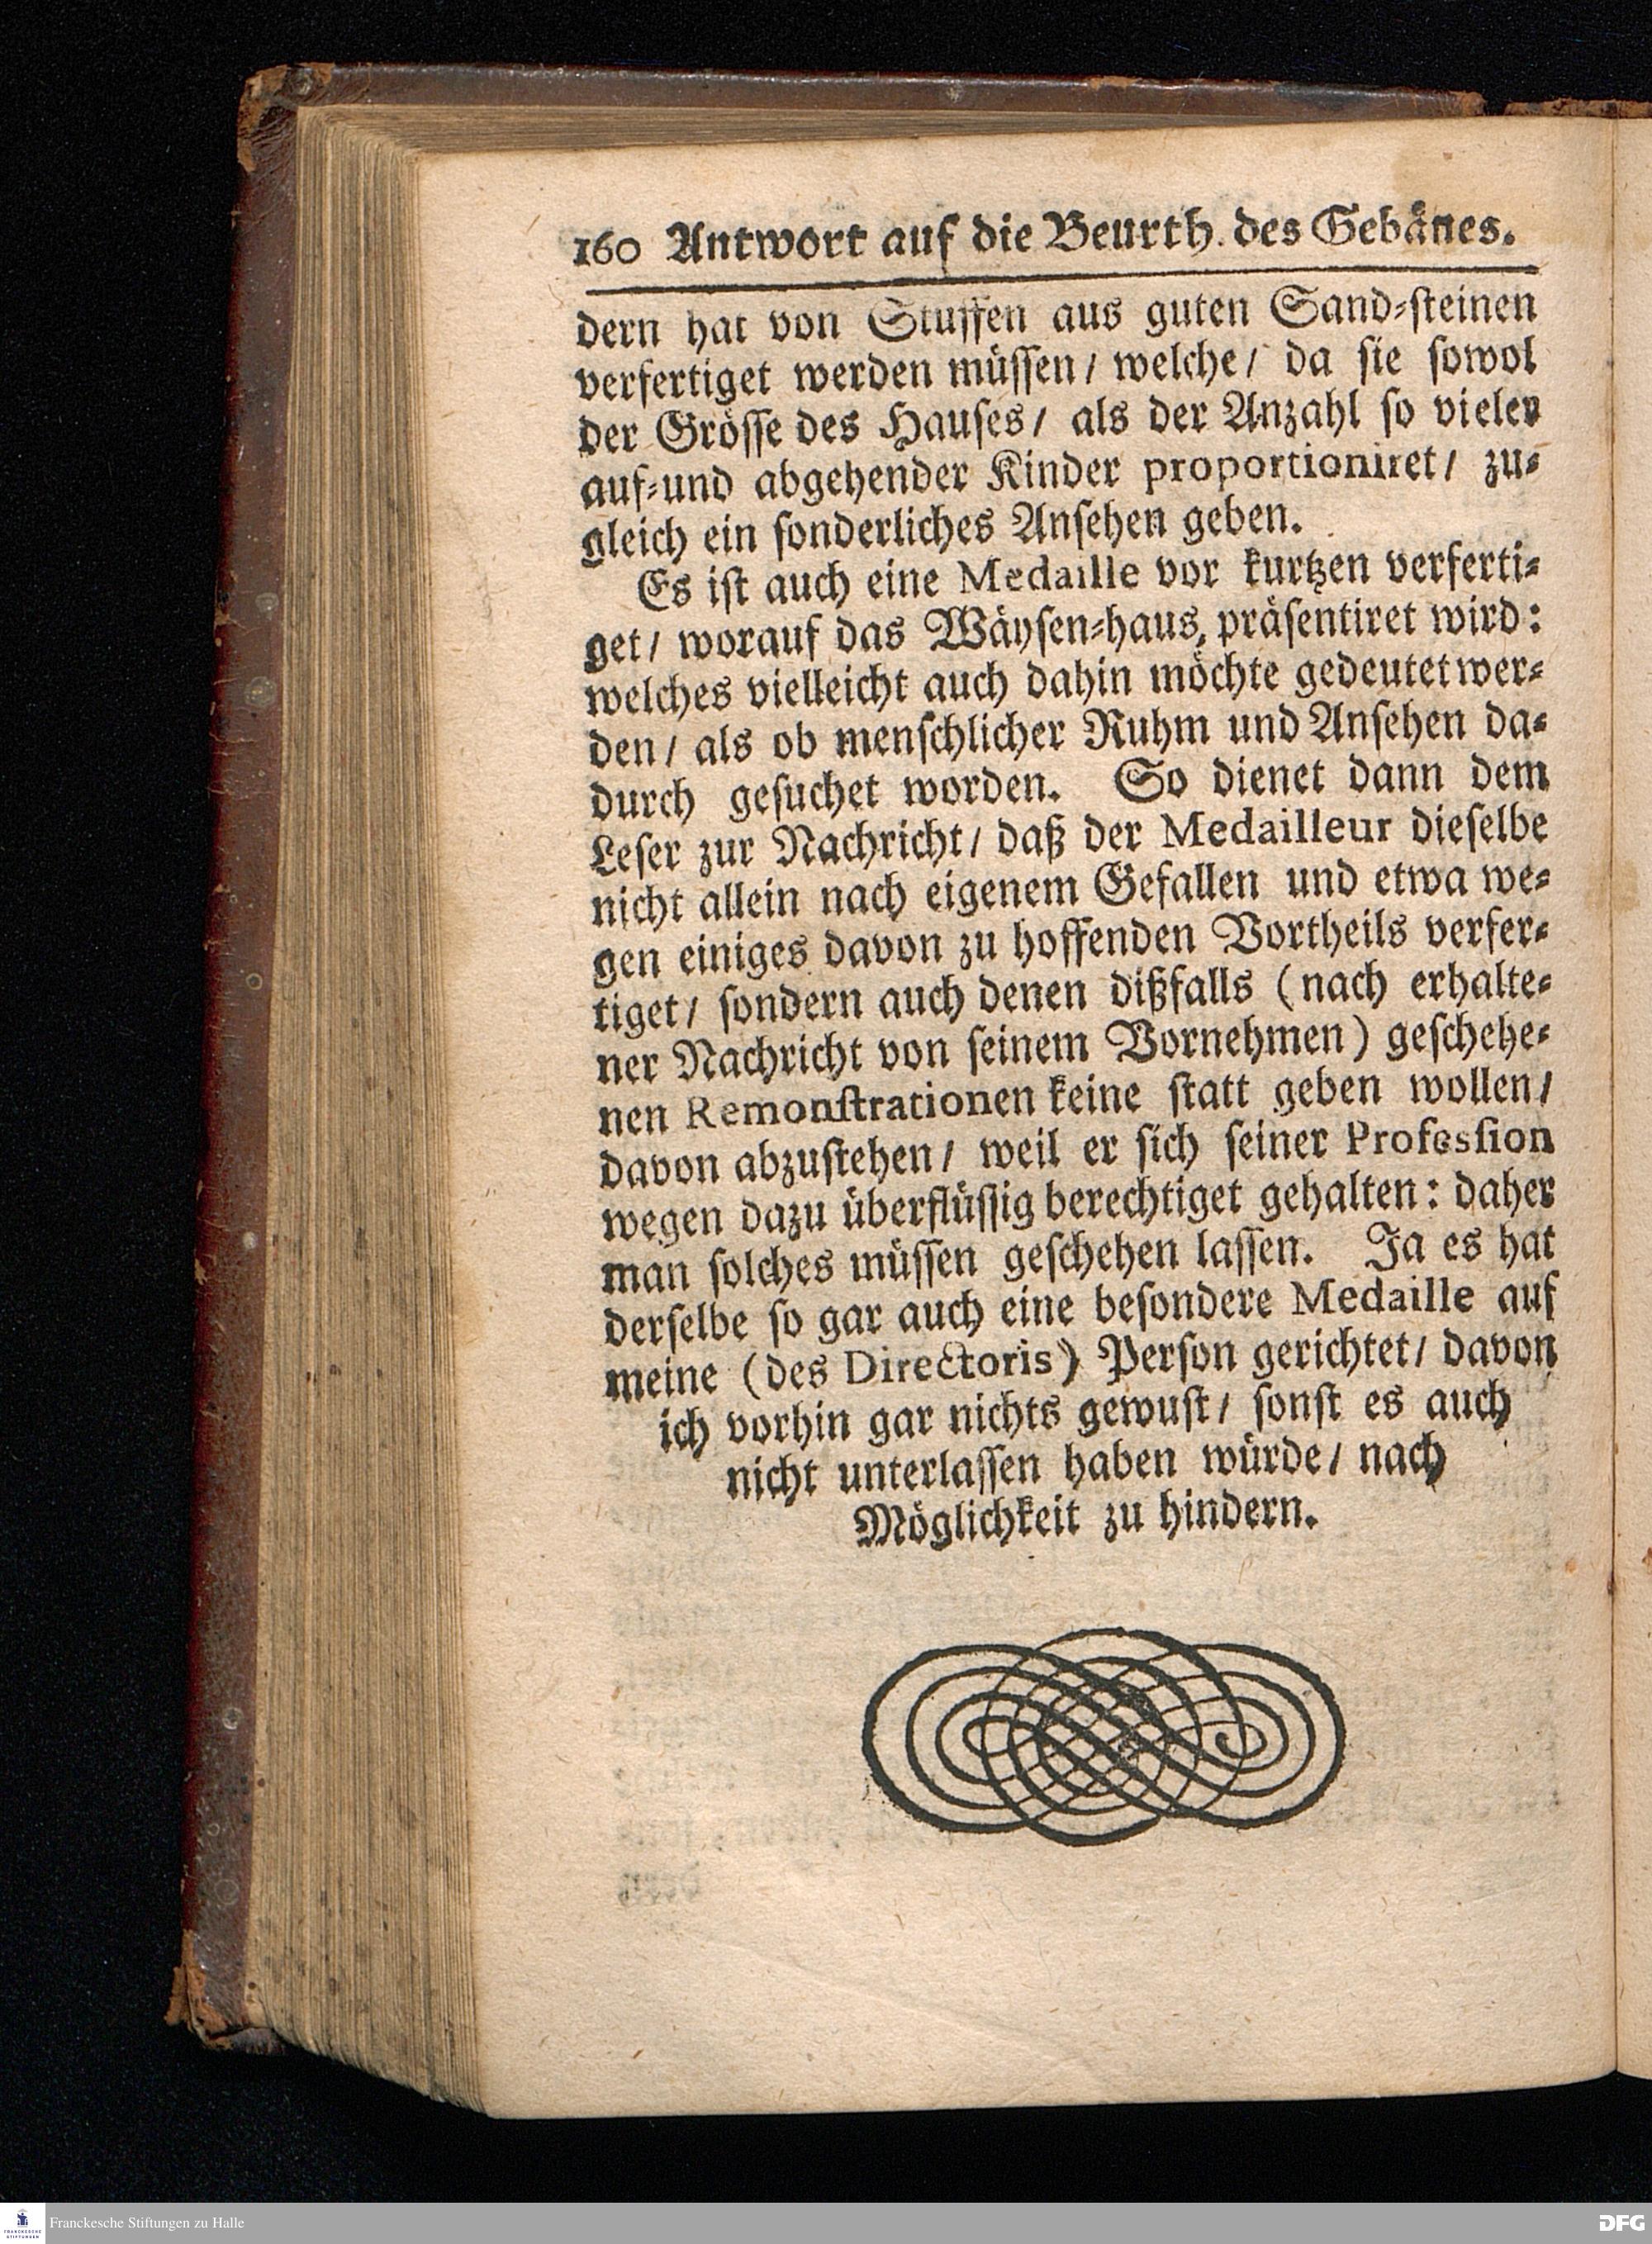 160 Antwort auf die Beurth. des Gebäues.
dern hat von Stuffen aus guten Sand-steinen
verfertiget werden müssen/ welche/ da sie sowol
der Grösse des Hauses/ als der Anzahl so vieler
auf-und abgehender Kinder proportioniret/ zu-
gleich ein sonderliches Ansehen geben.
Es ist auch eine Medaille vor kurtzen verferti-
get/ worauf das Wäysen-haus, präsentiret wird:
welches vielleicht auch dahin möchte gedeutet wer-
den/ als ob menschlicher Ruhm und Ansehen da-
durch gesuchet worden. So dienet dann dem
Leser zur Nachricht/ daß der Medailleur dieselbe
nicht allein nach eigenem Gefallen und etwa we-
gen einiges davon zu hoffenden Vortheils verfer-
tiget/ sondern auch denen dißfalls (nach erhalte-
ner Nachricht von seinem Vornehmen) geschehe-
nen Remonstrationen keine statt geben wollen/
davon abzustehen/ weil er sich seiner Profession
wegen dazu überflüssig berechtiget gehalten: daher
man solches müssen geschehen lassen. Ja es hat
derselbe so gar auch eine besondere Medaille auf
meine (des Directoris) Person gerichtet/ davon
ich vorhin gar nichts gewust/ sonst es auch
nicht unterlassen haben würde/ nach
Möglichkeit zu hindern.
FRANCKESCHE
STIFTUNGEN
Franckesche Stiftungen zu Halle
DFG